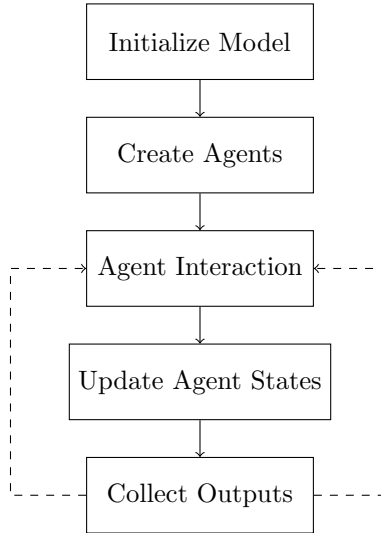 Initialize Model
Create Agents
Agent Interaction
Update Agent States
Collect Outputs